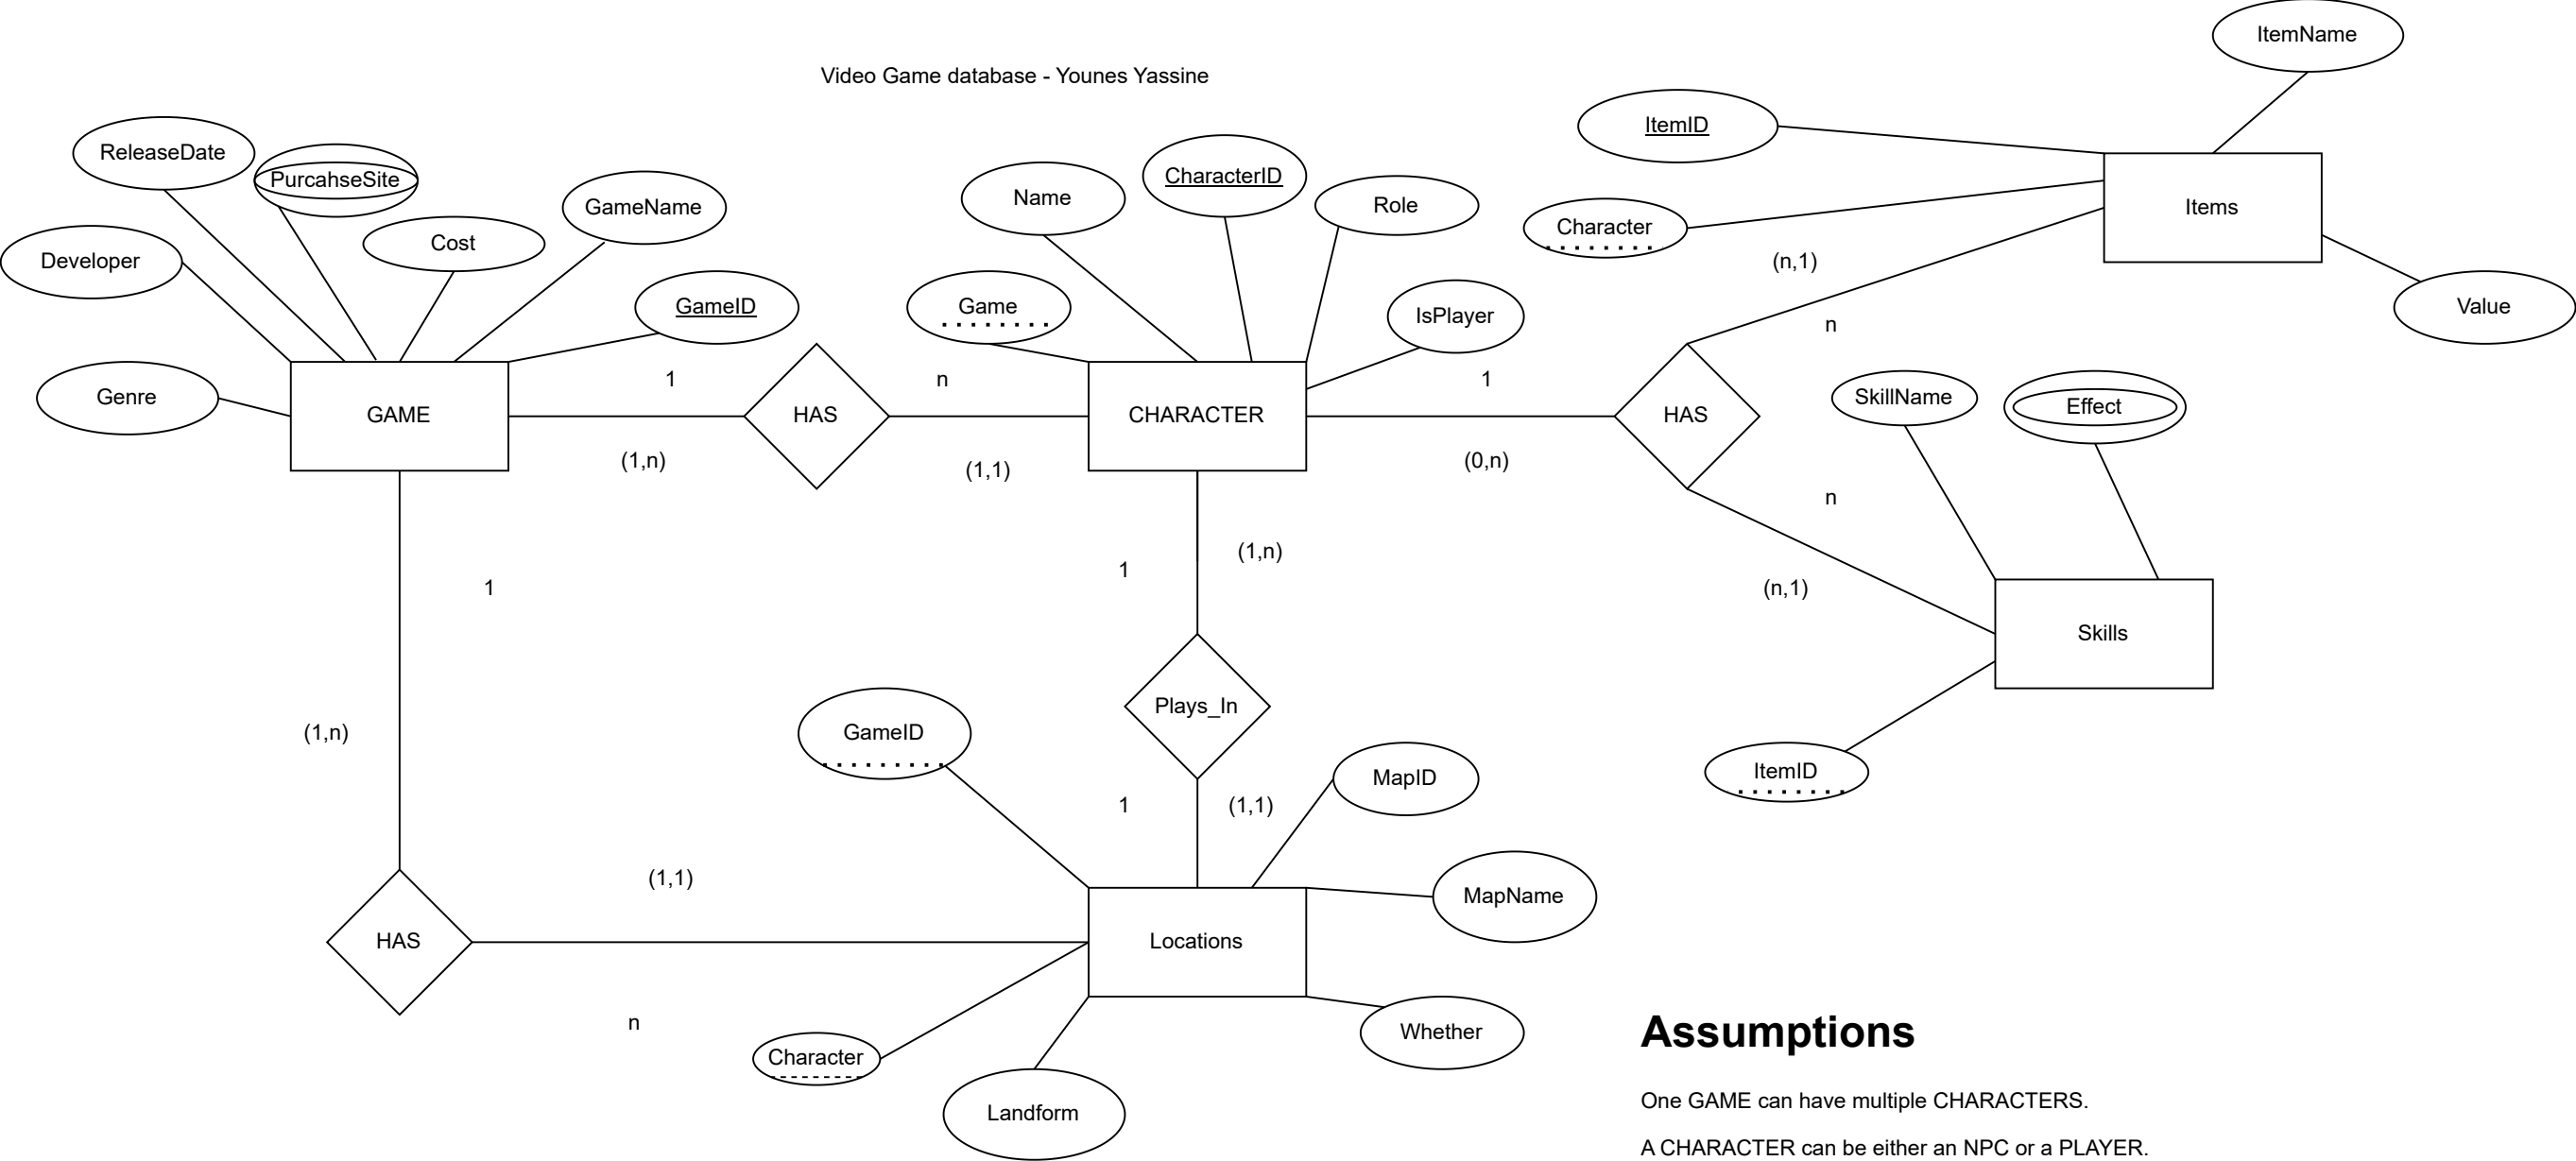 ItemName
Video Game database - Younes Yassine
ItemID
ReleaseDate
PurcahseSite
CharacterID
Name
Role
GameName
Items
Character
Cost
Developer
(n,1)
GameID
Game
IsPlayer
Value
n
1
n
1
Genre
SkillName
Effect
GAME
HAS
CHARACTER
HAS
(1,n)
(1,1)
(0,n)
n
(1,n)
1
1
(n,1)
Skills
Plays_In
(1,n)
GameID
ItemID
MapID
1
(1,1)
(1,1)
MapName
HAS
Locations
n
Whether
Character
Landform
Assumptions
One GAME can have multiple CHARACTERS.
A CHARACTER can be either an NPC or a PLAYER.